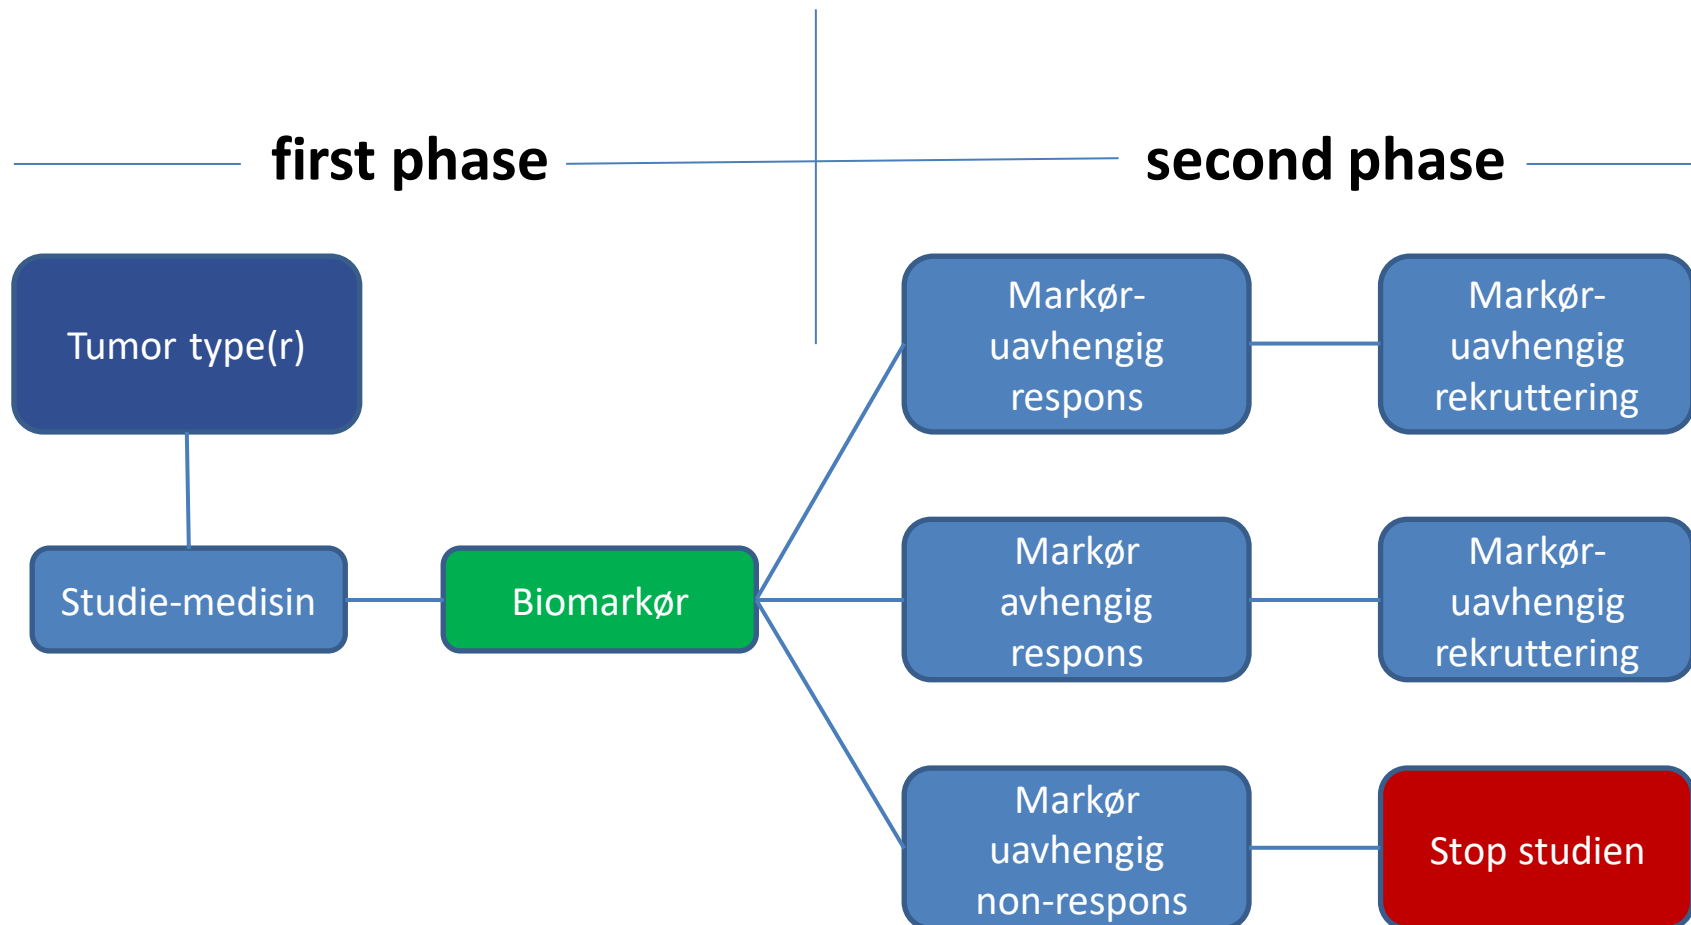 first phase
second phase
Tumor type(r)
Studie-medisin
Biomarkør
Markør-
uavhengig
respons
Markør-
uavhengig
rekruttering
Markør
avhengig
respons
Markør-
uavhengig
rekruttering
Markør
uavhengig
non-respons
Stop studien